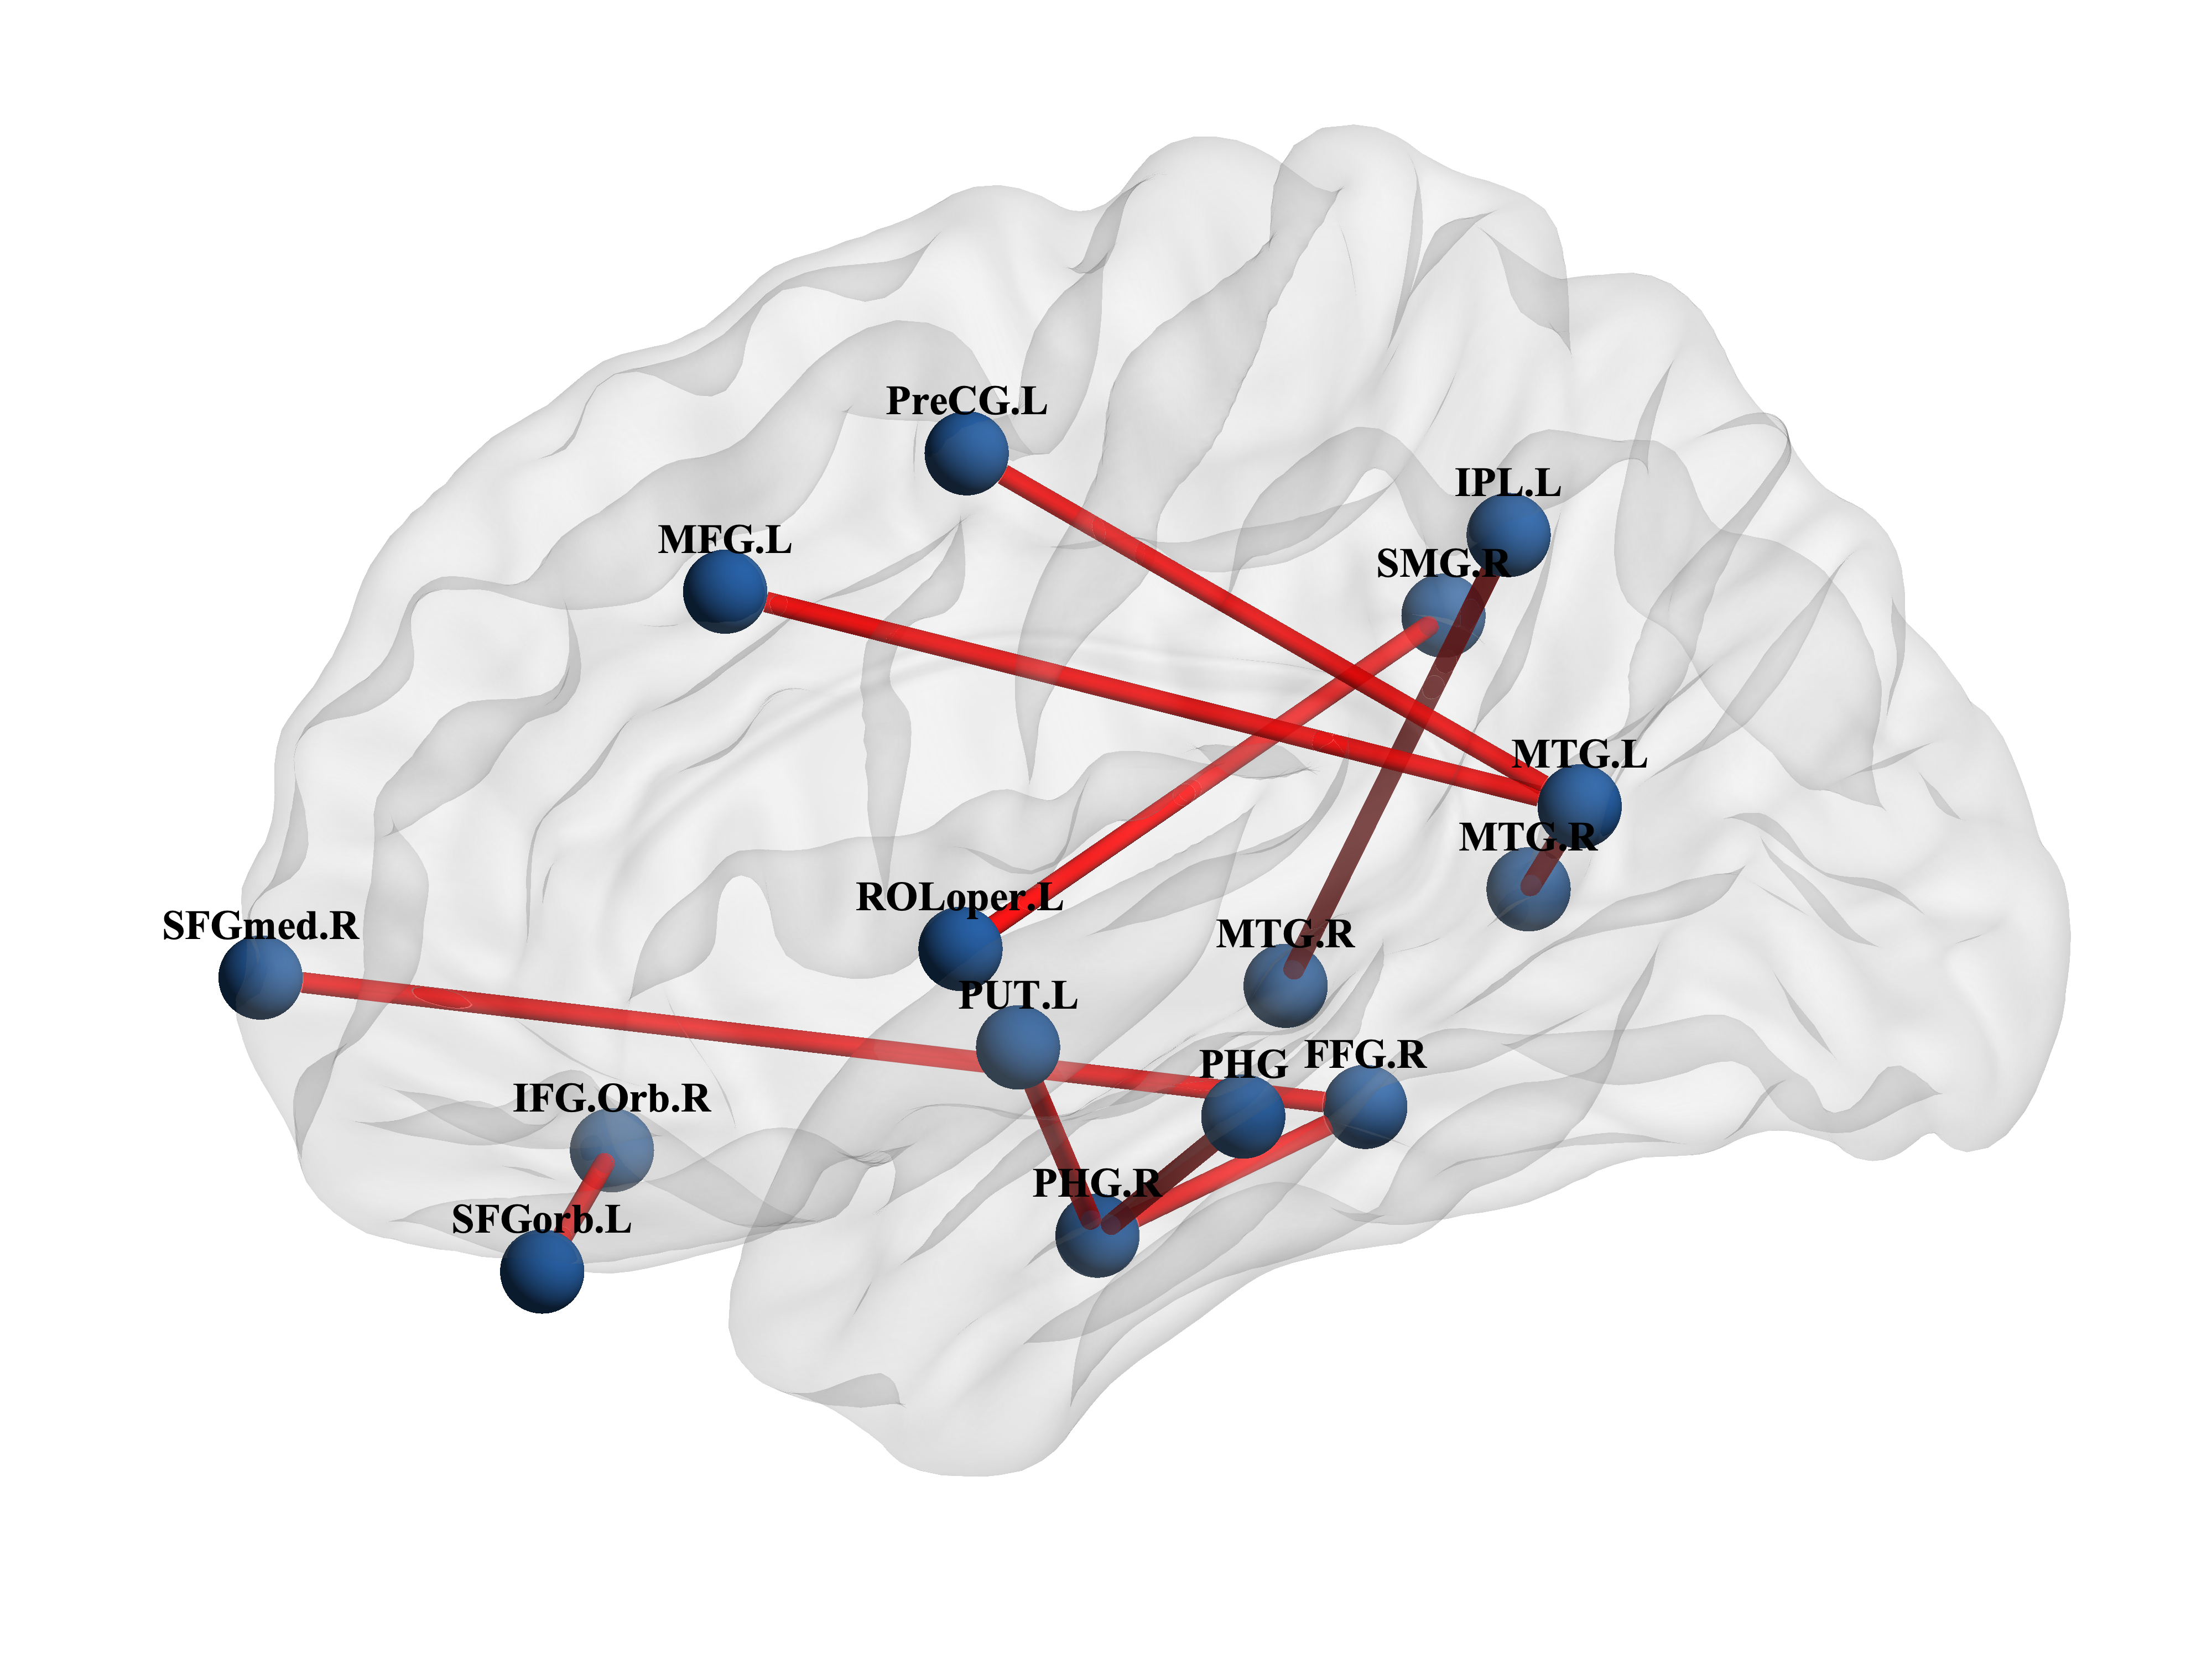 PreCG.L
IPL.L
MFG.L
SMG.R
MTG.L
MTG.R
ROLoper.L
SFGmed.R
MTG.R
PUT.L
FFG.R
PHG
IFG.Orb.R
PHG.R
SFGorb.L